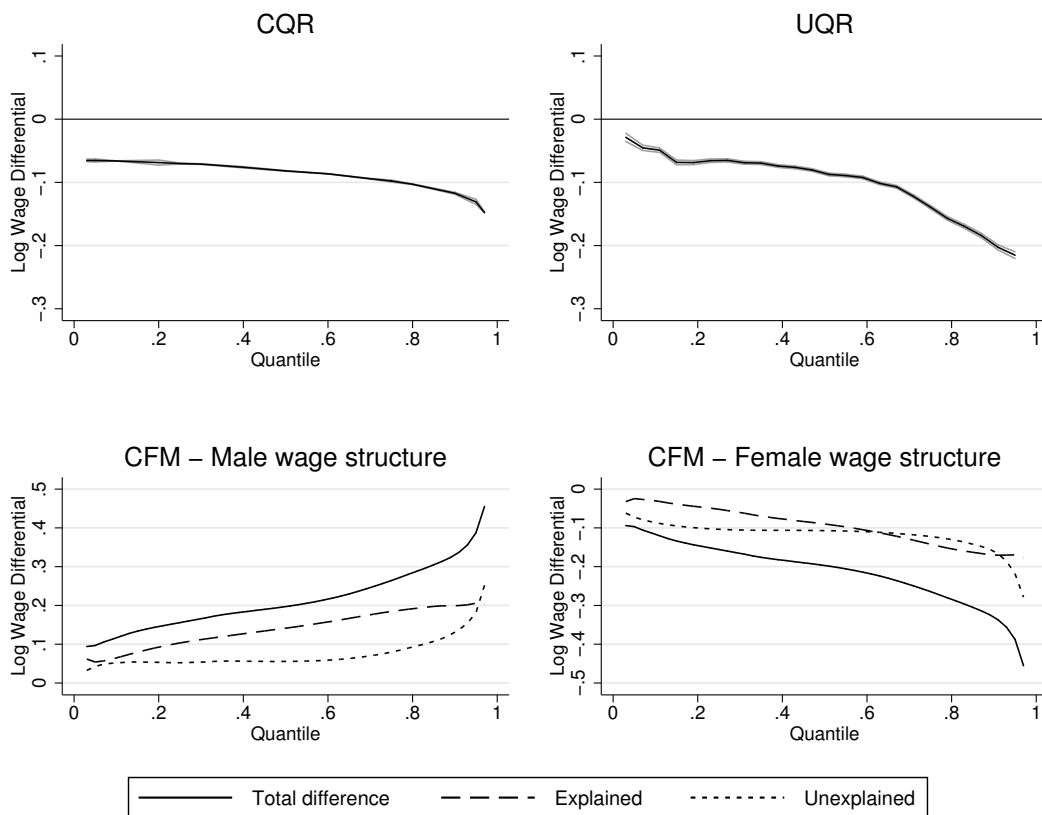 CQR
Log Wage Differential
.1
0
-.1
-.2
-.3
0 .2 .4 .6 .8 1
Quantile
UQR
Log Wage Differential
.1
0
-.1
-.2
-.3
0 .2 .4 .6 .8 1
Quantile
CFM - Male wage structure
Log Wage Differential
.5
.4
.3
.2
.1
0
0 .2 .4 .6 .8 1
Quantile
CFM - Female wage structure
Log Wage Differential
0
-.1
-.2
-.3
-.4
-.5
0 .2 .4 .6 .8 1
Quantile
Total difference Explained Unexplained